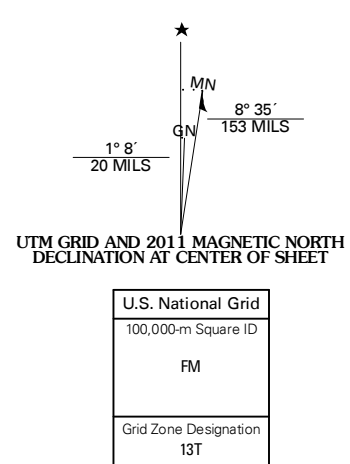 MN
GN
8° 35´
153 MILS
1° 8´
20 MILS
UTM GRID AND 2011 MAGNETIC NORTH
DECLINATION AT CENTER OF SHEET
U.S. National Grid
100,000-m Square ID
FM
Grid Zone Designation
13T